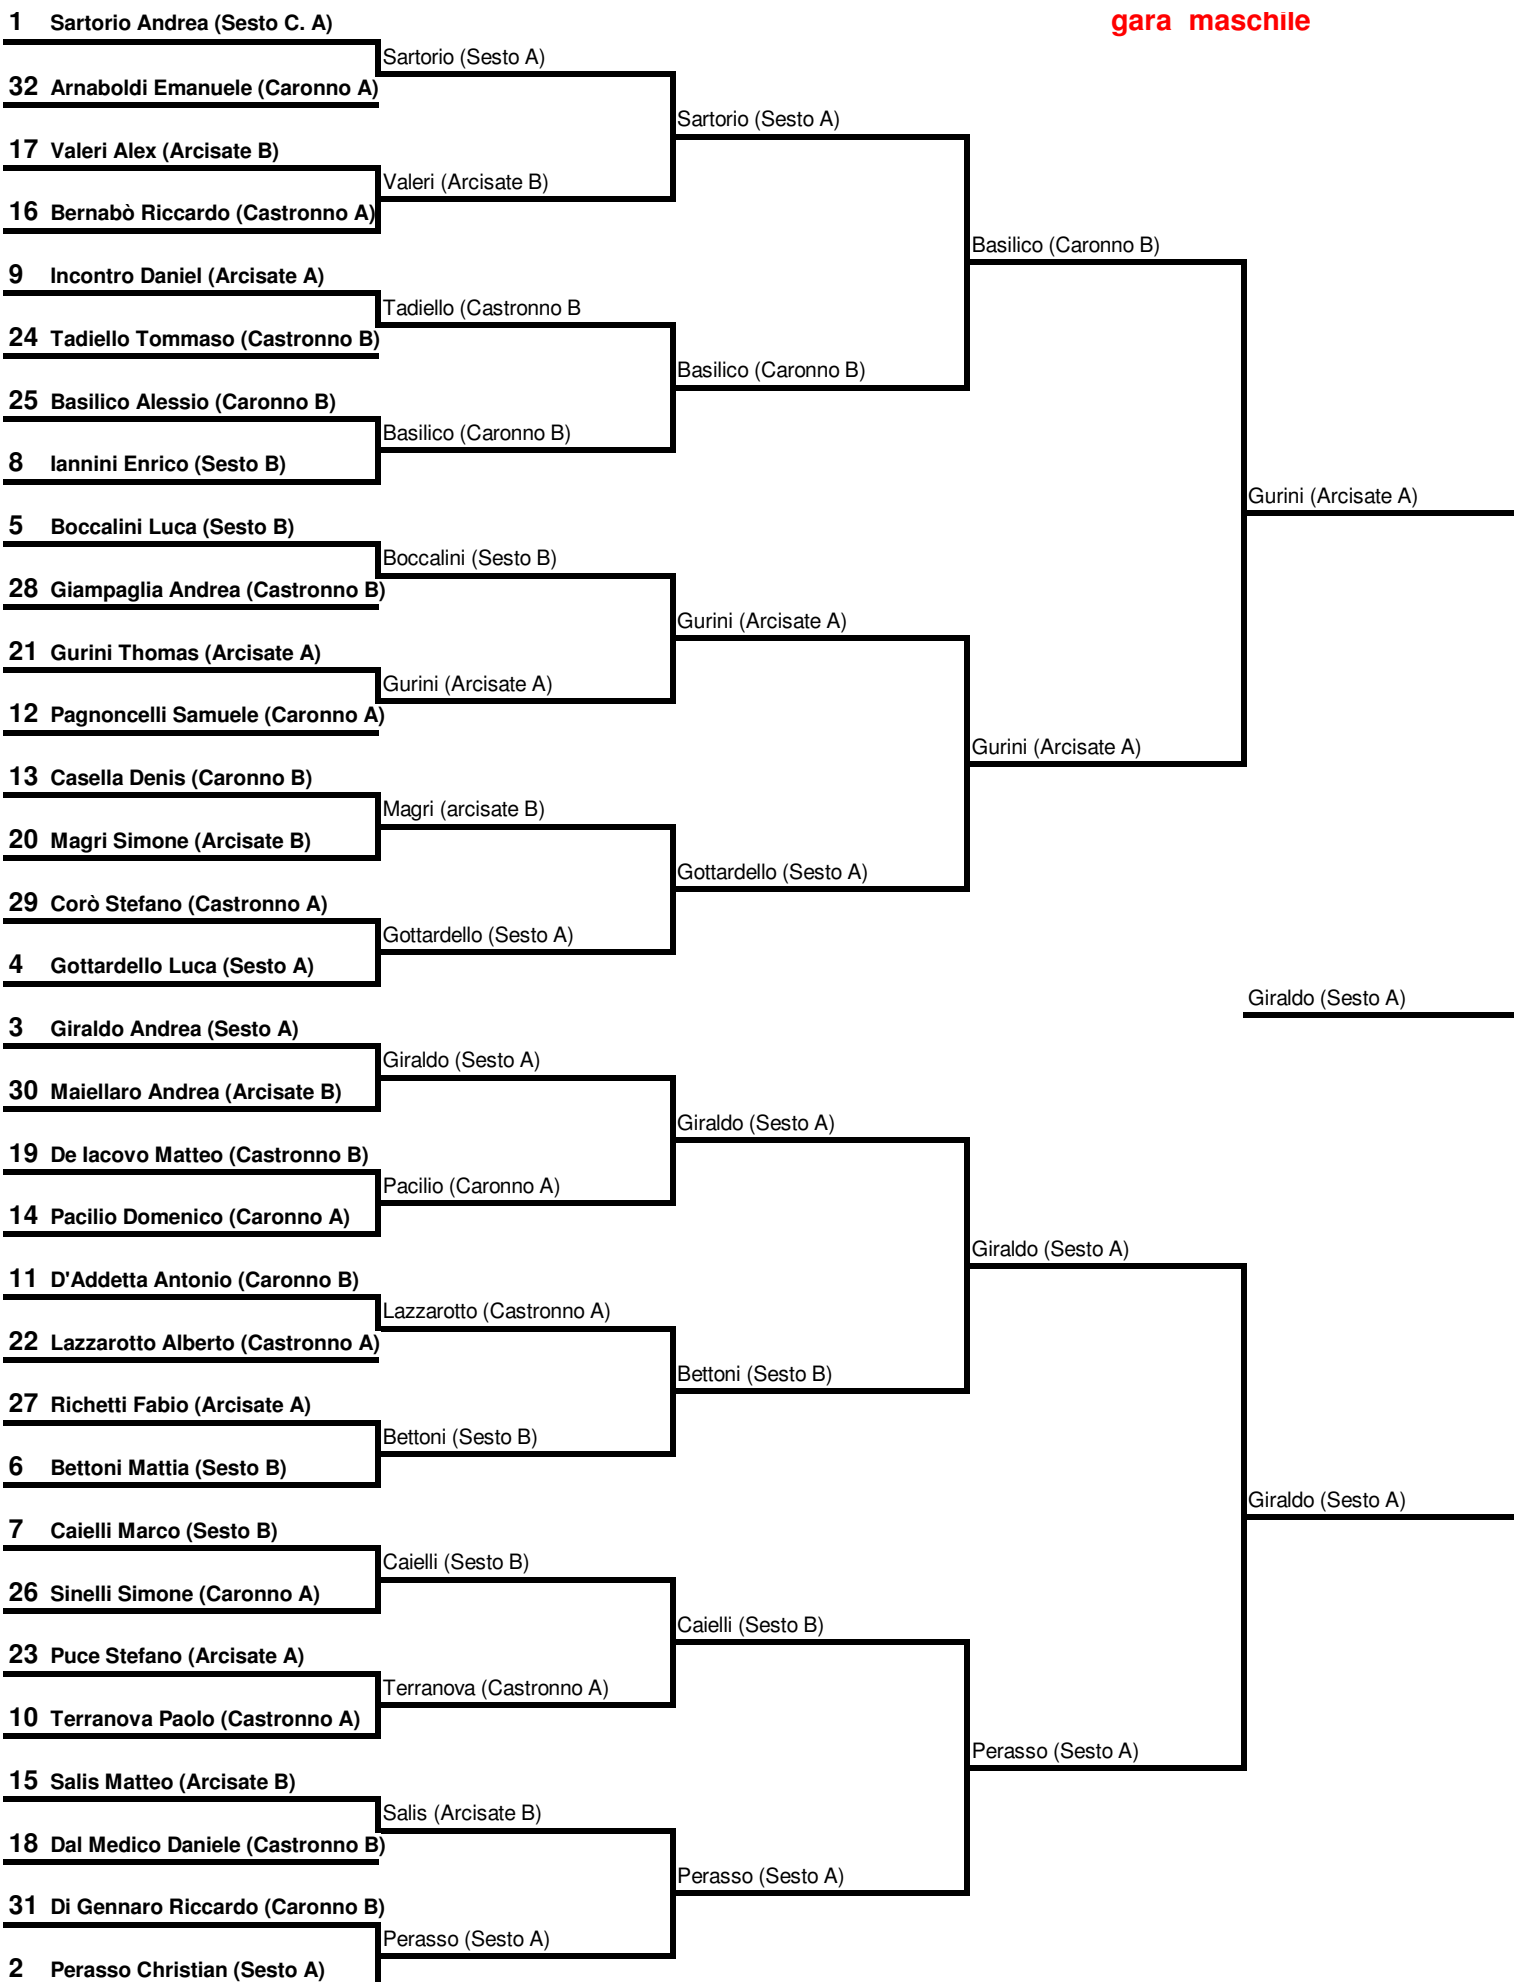 1 Sartorio Andrea (Sesto C. A)
gara maschile
Sartorio (Sesto A)
32 Arnaboldi Emanuele (Caronno A)
Sartorio (Sesto A)
17 Valeri Alex (Arcisate B)
Valeri (Arcisate B)
16 Bernabò Riccardo (Castronno A)
Basilico (Caronno B)
9 Incontro Daniel (Arcisate A)
Tadiello (Castronno B
24 Tadiello Tommaso (Castronno B)
Basilico (Caronno B)
25 Basilico Alessio (Caronno B)
Basilico (Caronno B)
8 Iannini Enrico (Sesto B)
Gurini (Arcisate A)
5 Boccalini Luca (Sesto B)
Boccalini (Sesto B)
28 Giampaglia Andrea (Castronno B)
Gurini (Arcisate A)
21 Gurini Thomas (Arcisate A)
Gurini (Arcisate A)
12 Pagnoncelli Samuele (Caronno A)
Gurini (Arcisate A)
13 Casella Denis (Caronno B)
Magri (arcisate B)
20 Magri Simone (Arcisate B)
Gottardello (Sesto A)
29 Corò Stefano (Castronno A)
Gottardello (Sesto A)
4 Gottardello Luca (Sesto A)
Giraldo (Sesto A)
3 Giraldo Andrea (Sesto A)
Giraldo (Sesto A)
30 Maiellaro Andrea (Arcisate B)
Giraldo (Sesto A)
19 De Iacovo Matteo (Castronno B)
Pacilio (Caronno A)
14 Pacilio Domenico (Caronno A)
Giraldo (Sesto A)
11 D'Addetta Antonio (Caronno B)
Lazzarotto (Castronno A)
22 Lazzarotto Alberto (Castronno A)
Bettoni (Sesto B)
27 Richetti Fabio (Arcisate A)
Bettoni (Sesto B)
6 Bettoni Mattia (Sesto B)
Giraldo (Sesto A)
7 Caielli Marco (Sesto B)
Caielli (Sesto B)
26 Sinelli Simone (Caronno A)
Caielli (Sesto B)
23 Puce Stefano (Arcisate A)
Terranova (Castronno A)
10 Terranova Paolo (Castronno A)
Perasso (Sesto A)
15 Salis Matteo (Arcisate B)
Salis (Arcisate B)
18 Dal Medico Daniele (Castronno B)
Perasso (Sesto A)
31 Di Gennaro Riccardo (Caronno B)
Perasso (Sesto A)
2 Perasso Christian (Sesto A)